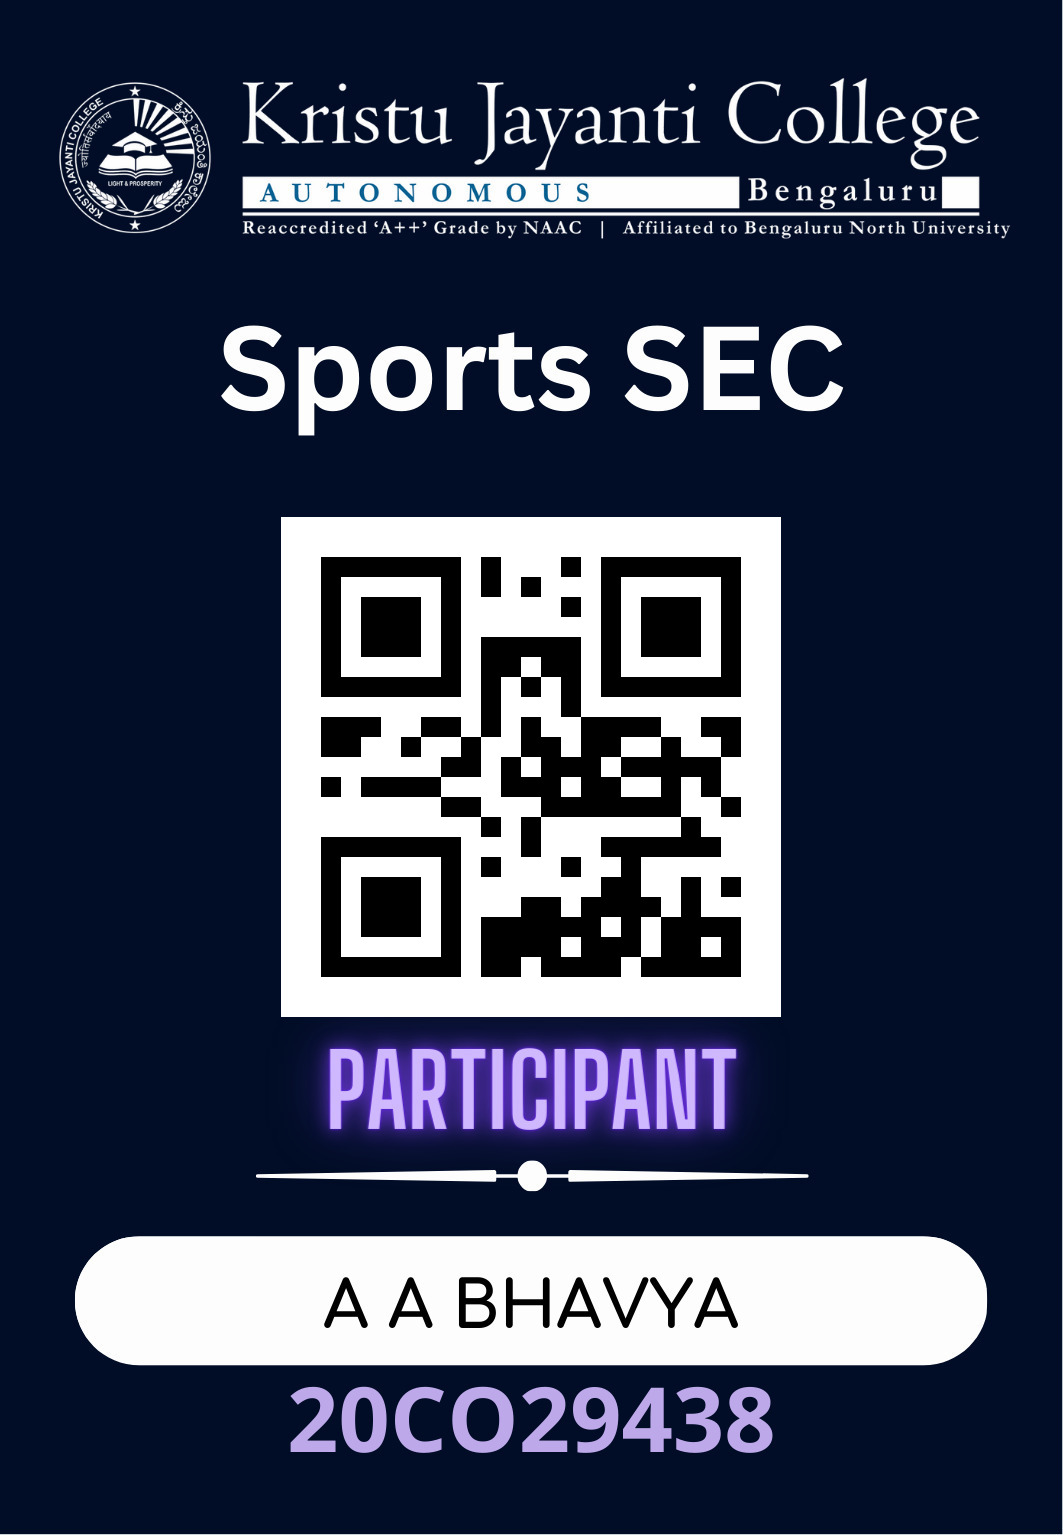 KRISTU JAYANTI COLLEGE
ज्योतिसंवादयाय
LIGHT & PROSPERITY
Kristu Jayanti College
AUTONOMOUS Bengaluru
Reaccredited ‘A++’ Grade by NAAC | Affiliated to Bengaluru North University
Sports SEC
PARTICIPANT
A A BHAVYA
20CO29438